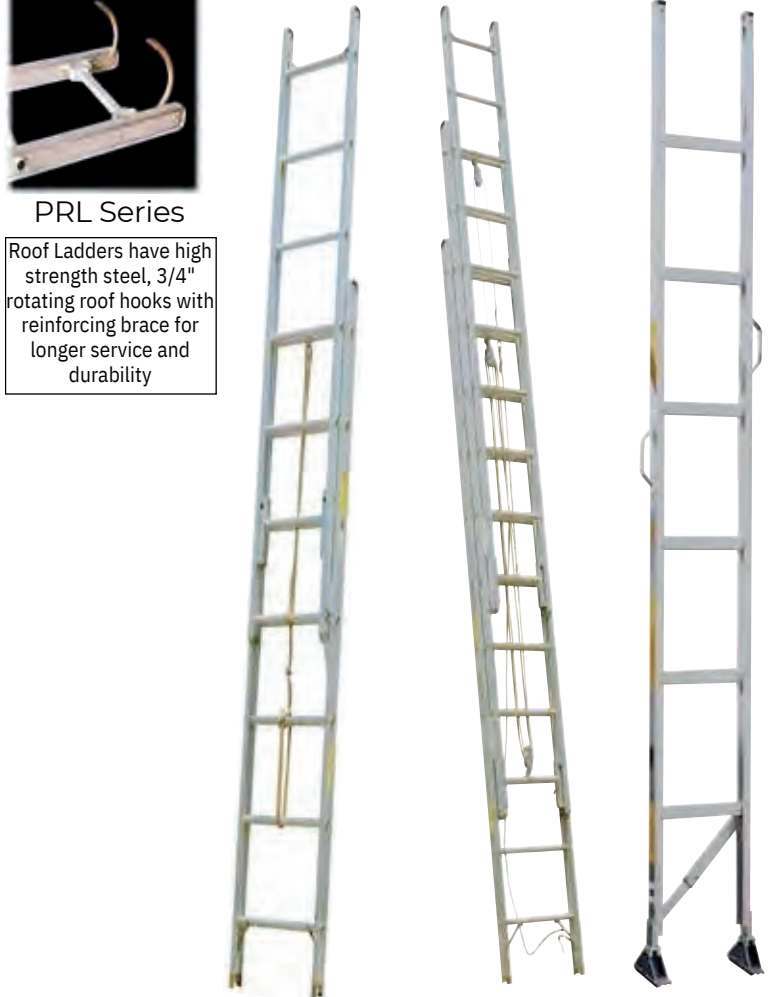 PRL Series
Roof Ladders have high
strength steel, 3/4"
rotating roof hooks with
reinforcing brace for
longer service and
durability